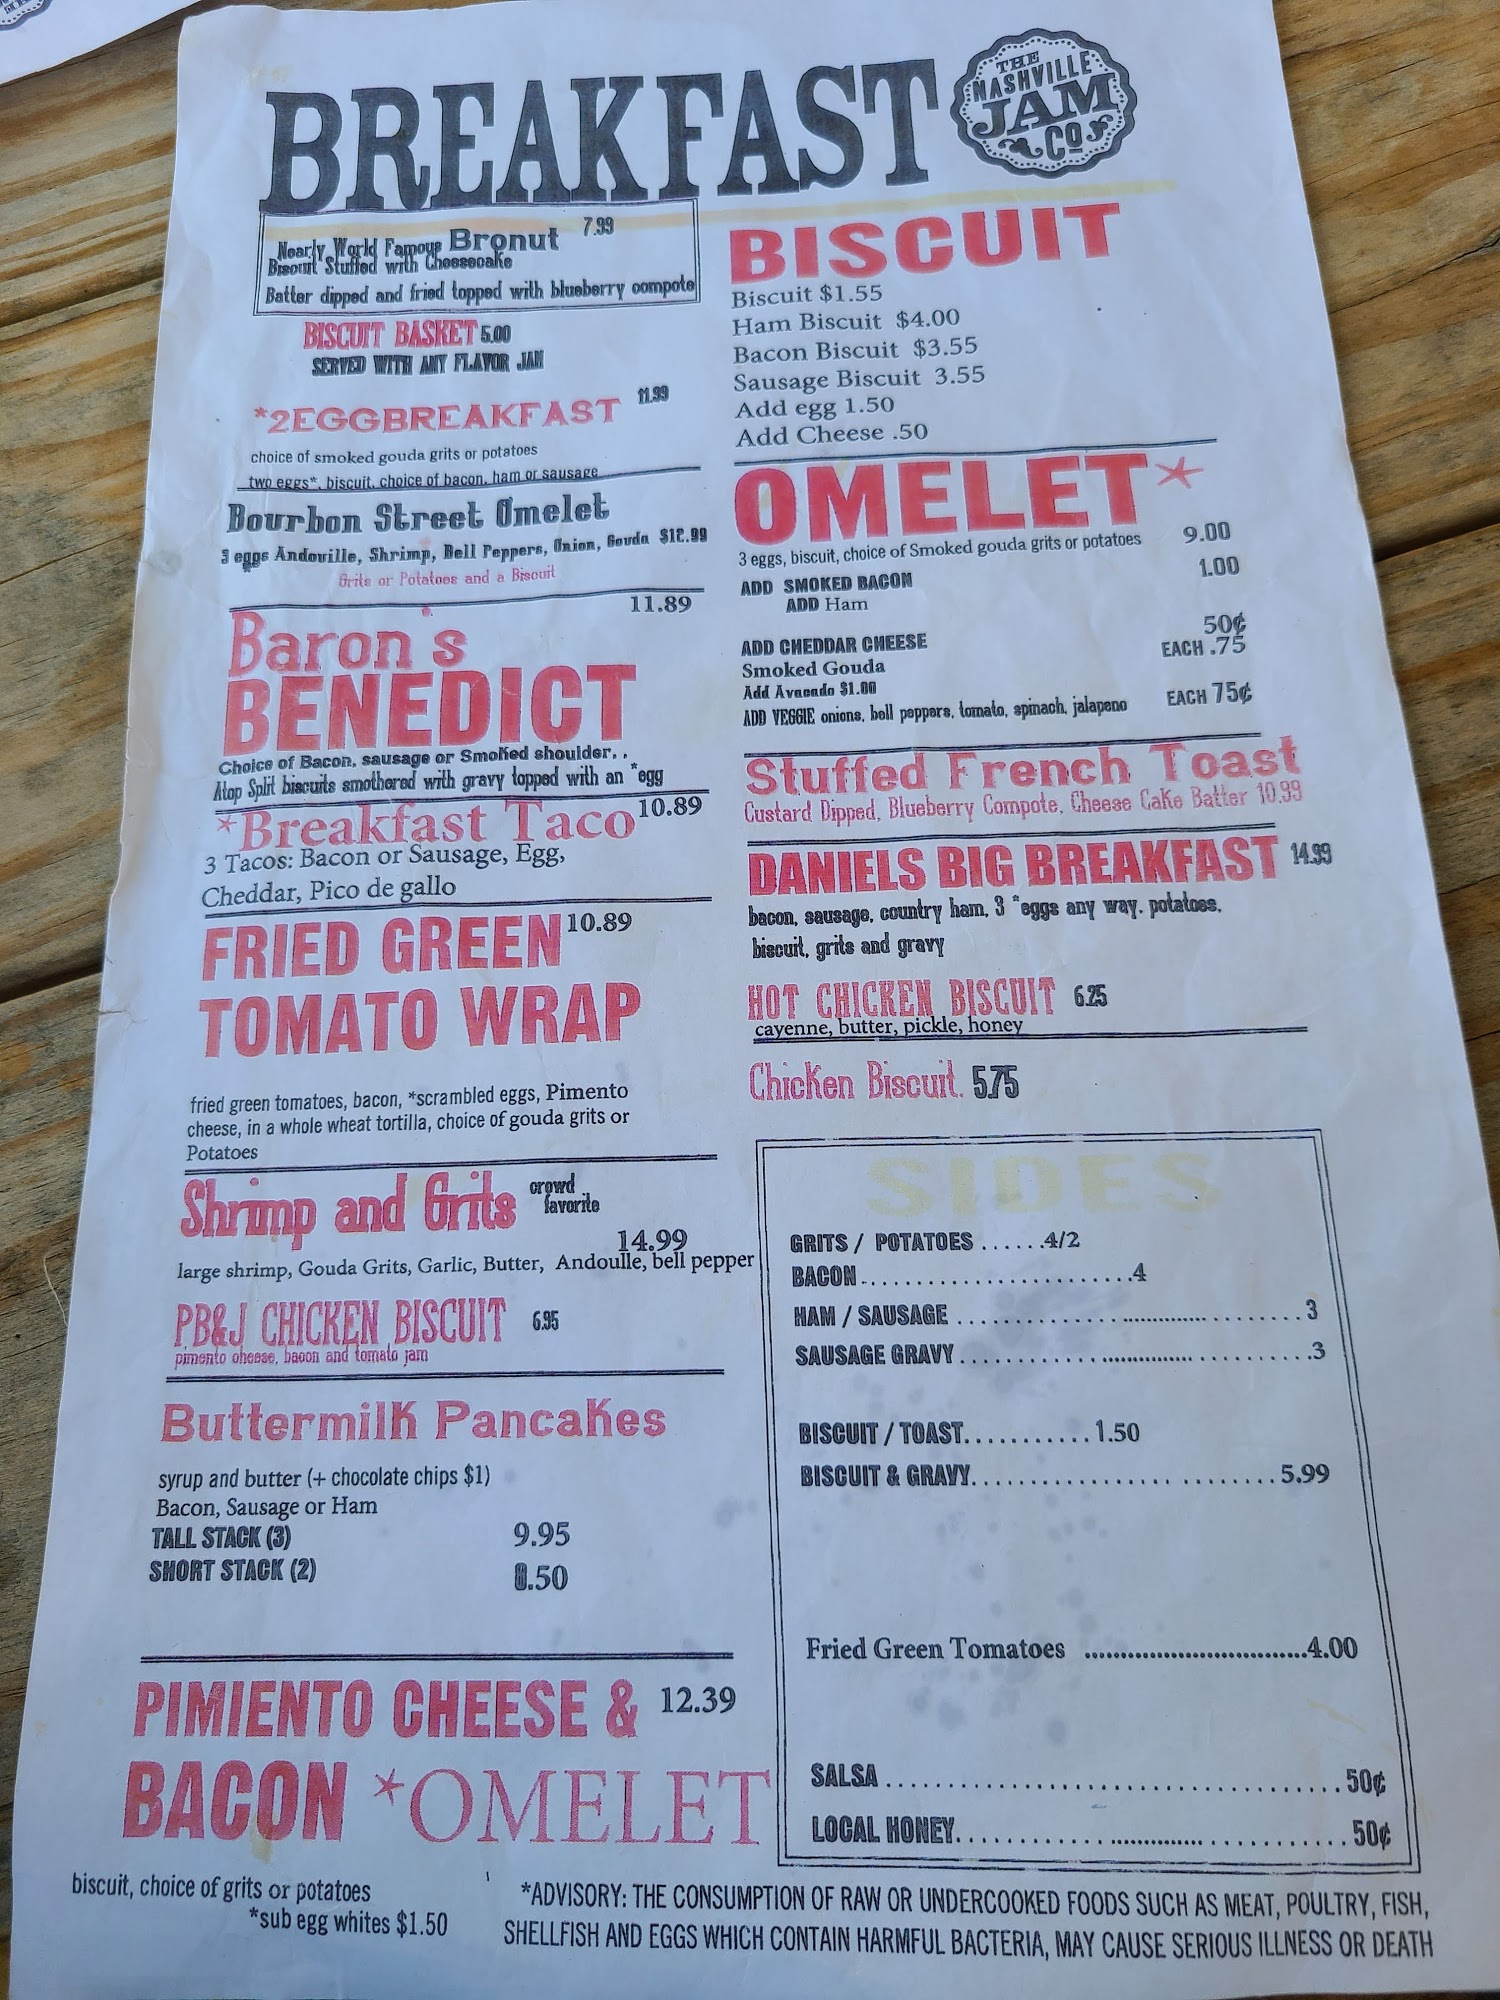 BREAKFAST
THE
NASHVILLE
JAM
CO
Nearly World Famous Bronut 7.99
Biscuit Stuffed with Cheesecake
Batter dipped and fried topped with blueberry compote
BISCUIT BASKET 5.00
SERVED WITH ANY FLAVOR JAM
*2EGGBREAKFAST 11.99
choice of smoked gouda grits or potatoes
two eggs*, biscuit, choice of bacon, ham or sausage
Bourbon Street Omelet
3 eggs Andouille, Shrimp, Bell Peppers, Onion, Gouda $12.99
Grits or Potatoes and a Biscuit
11.89
Baron s
BENEDICT
Choice of Bacon, sausage or Smoked shoulder. .
Atop Split biscuits smothered with gravy topped with an *egg
*Breakfast Taco 10.89
3 Tacos: Bacon or Sausage, Egg,
Cheddar, Pico de gallo
FRIED GREEN 10.89
TOMATO WRAP
fried green tomatoes, bacon, *scrambled eggs, Pimento
cheese, in a whole wheat tortilla, choice of gouda grits or
Potatoes
Shrimp and Grits crowd
favorite
14.99
large shrimp, Gouda Grits, Garlic, Butter, Andoulle, bell pepper
PB&J CHICKEN BISCUIT 6.95
pimento cheese, bacon and tomato jam
Buttermilk Pancakes
syrup and butter (+ chocolate chips $1)
Bacon, Sausage or Ham
TALL STACK (3) 9.95
SHORT STACK (2) 8.50
PIMIENTO CHEESE & 12.39
BACON *OMELET
biscuit, choice of grits or potatoes
*sub egg whites $1.50
BISCUIT
Biscuit $1.55
Ham Biscuit $4.00
Bacon Biscuit $3.55
Sausage Biscuit 3.55
Add egg 1.50
Add Cheese .50
OMELET*
3 eggs, biscuit, choice of Smoked gouda grits or potatoes 9.00
ADD SMOKED BACON 1.00
ADD Ham
ADD CHEDDAR CHEESE 50¢
Smoked Gouda EACH .75
Add Avacado $1.00
ADD VEGGIE onions, bell peppers, tomato, spinach, jalapeno EACH 75¢
Stuffed French Toast
Custard Dipped, Blueberry Compote, Cheese Cake Batter 10.99
DANIELS BIG BREAKFAST 14.99
bacon, sausage, country ham, 3 *eggs any way. potatoes,
biscuit, grits and gravy
HOT CHICKEN BISCUIT 6.25
cayenne, butter, pickle, honey
Chicken Biscuit. 5.75
SIDES
GRITS / POTATOES ......4/2
BACON..........................4
HAM / SAUSAGE ...................................3
SAUSAGE GRAVY...................................3
BISCUIT / TOAST...........1.50
BISCUIT & GRAVY.............................5.99
Fried Green Tomatoes ...............................4.00
SALSA.......................................50¢
LOCAL HONEY.....................................50¢
*ADVISORY: THE CONSUMPTION OF RAW OR UNDERCOOKED FOODS SUCH AS MEAT, POULTRY, FISH,
SHELLFISH AND EGGS WHICH CONTAIN HARMFUL BACTERIA, MAY CAUSE SERIOUS ILLNESS OR DEATH